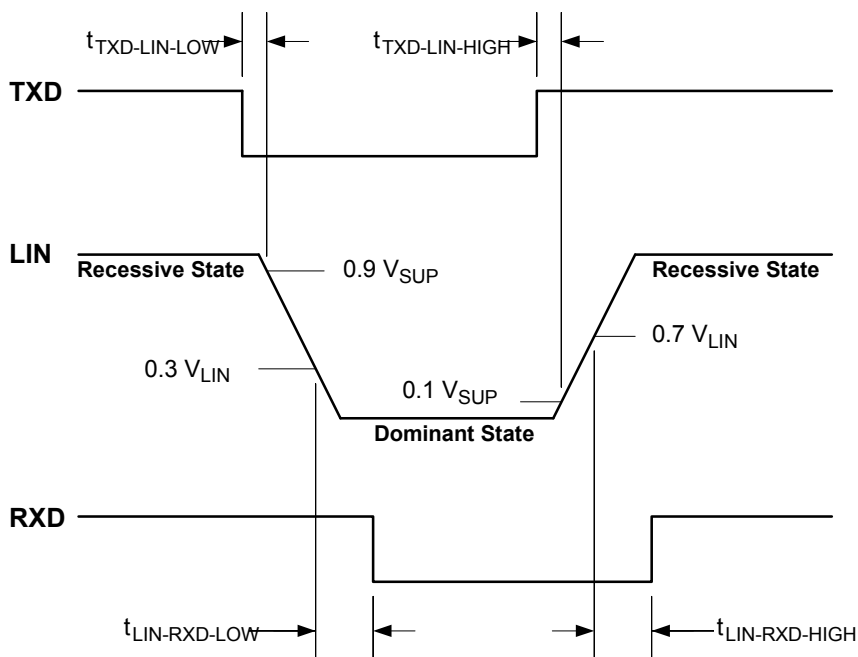 tTXD-LIN-LOW
tTXD-LIN-HIGH
TXD
LIN
Recessive State
0.9 VSUP
Recessive State
0.7 VLIN
0.3 VLIN
0.1 VSUP
Dominant State
RXD
tLIN-RXD-LOW
tLIN-RXD-HIGH